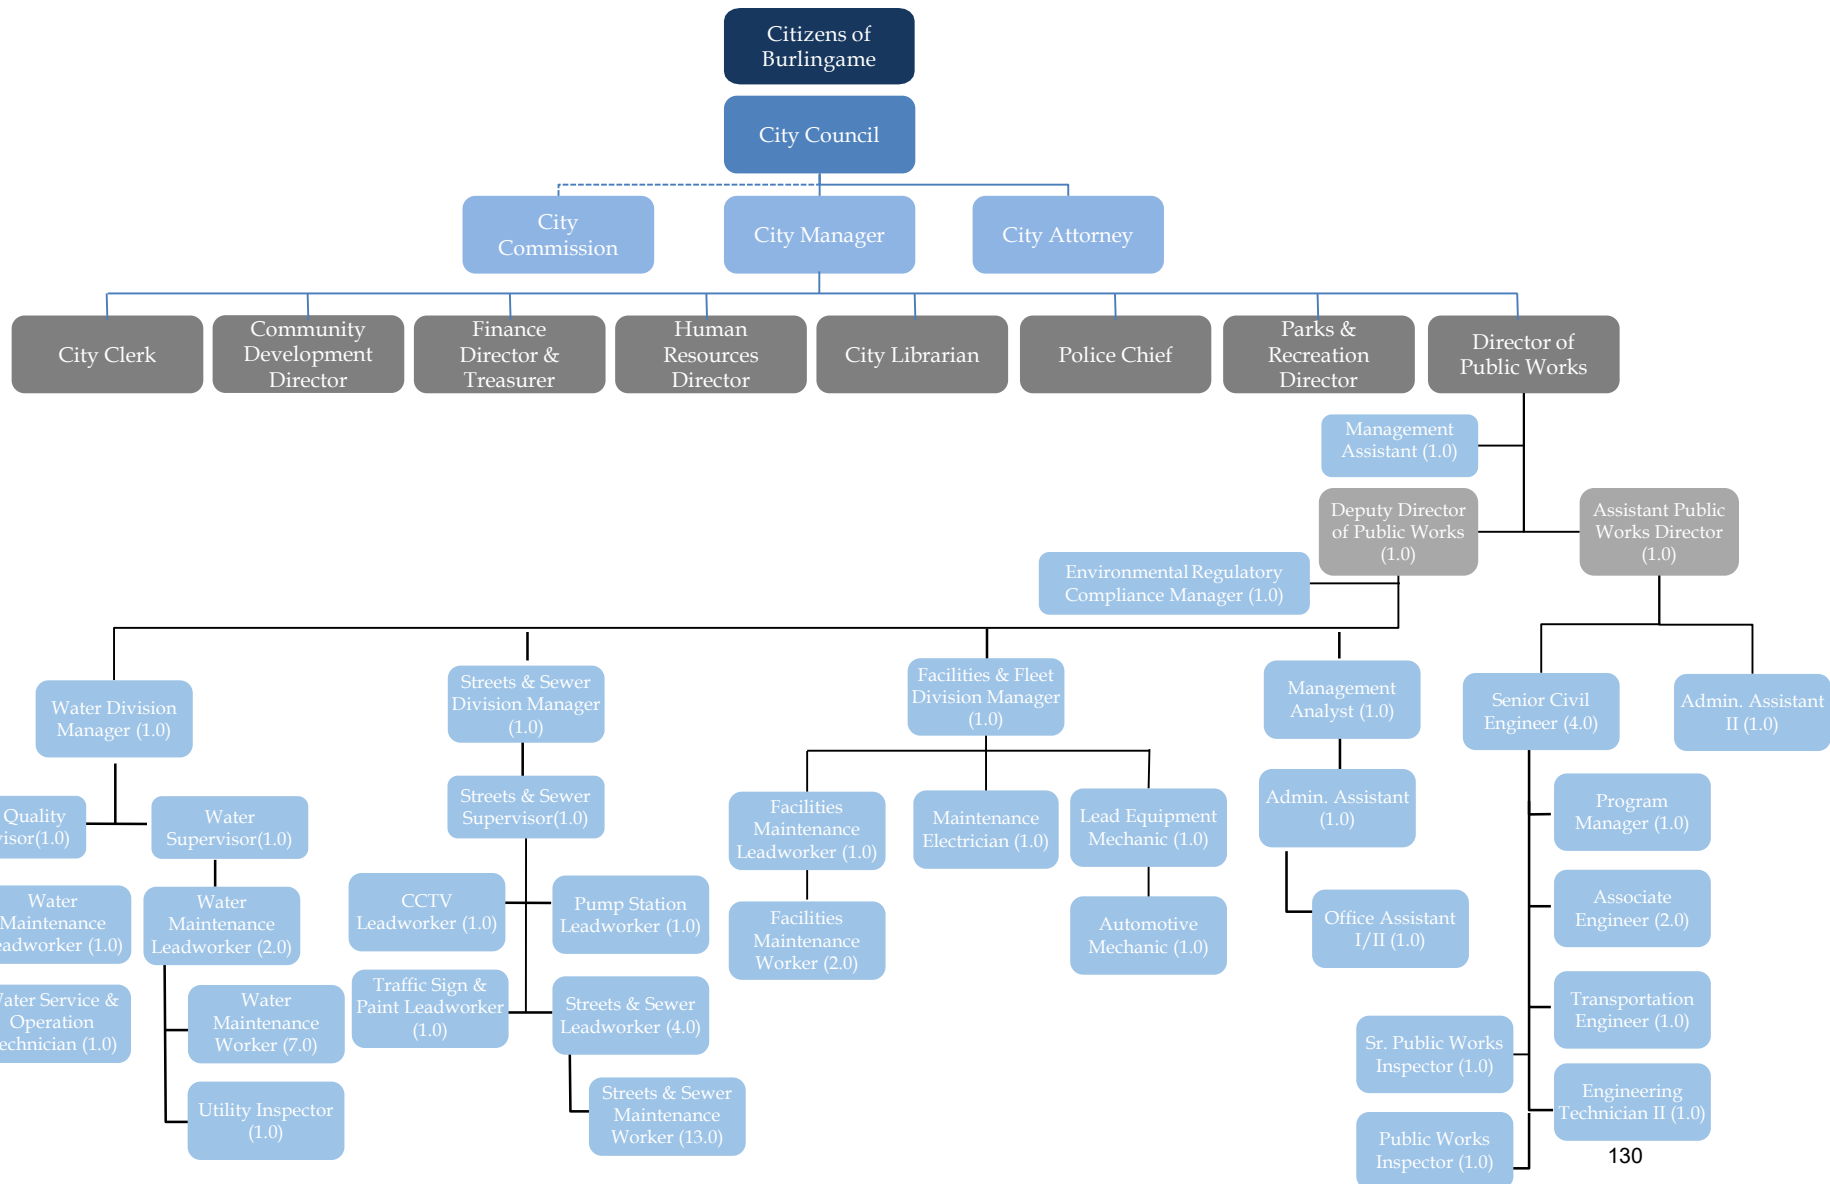 Citizens of
Burlingame
City Council
City
Commission
City Manager
City Attorney
City Clerk
Community
Development
Director
Finance
Director &
Treasurer
Human
Resources
Director
City Librarian
Police Chief
Parks &
Recreation
Director
Director of
Public Works
Management
Assistant (1.0)
Deputy Director
of Public Works
(1.0)
Assistant Public
Works Director
(1.0)
Environmental Regulatory
Compliance Manager (1.0)
Water Division
Manager (1.0)
Streets & Sewer
Division Manager
(1.0)
Facilities & Fleet
Division Manager
(1.0)
Management
Analyst (1.0)
Senior Civil
Engineer (4.0)
Admin. Assistant
II (1.0)
Quality
visor(1.0)
Water
Supervisor(1.0)
Streets & Sewer
Supervisor(1.0)
Facilities
Maintenance
Leadworker (1.0)
Maintenance
Electrician (1.0)
Lead Equipment
Mechanic (1.0)
Admin. Assistant
(1.0)
Program
Manager (1.0)
Water
Maintenance
eadworker (1.0)
Water
Maintenance
Leadworker (2.0)
CCTV
Leadworker (1.0)
Pump Station
Leadworker (1.0)
Facilities
Maintenance
Worker (2.0)
Automotive
Mechanic (1.0)
Office Assistant
I/II (1.0)
Associate
Engineer (2.0)
Water Service &
Operation
echnician (1.0)
Water
Maintenance
Worker (7.0)
Traffic Sign &
Paint Leadworker
(1.0)
Streets & Sewer
Leadworker (4.0)
Transportation
Engineer (1.0)
Sr. Public Works
Inspector (1.0)
Utility Inspector
(1.0)
Streets & Sewer
Maintenance
Worker (13.0)
Engineering
Technician II (1.0)
Public Works
Inspector (1.0)
130